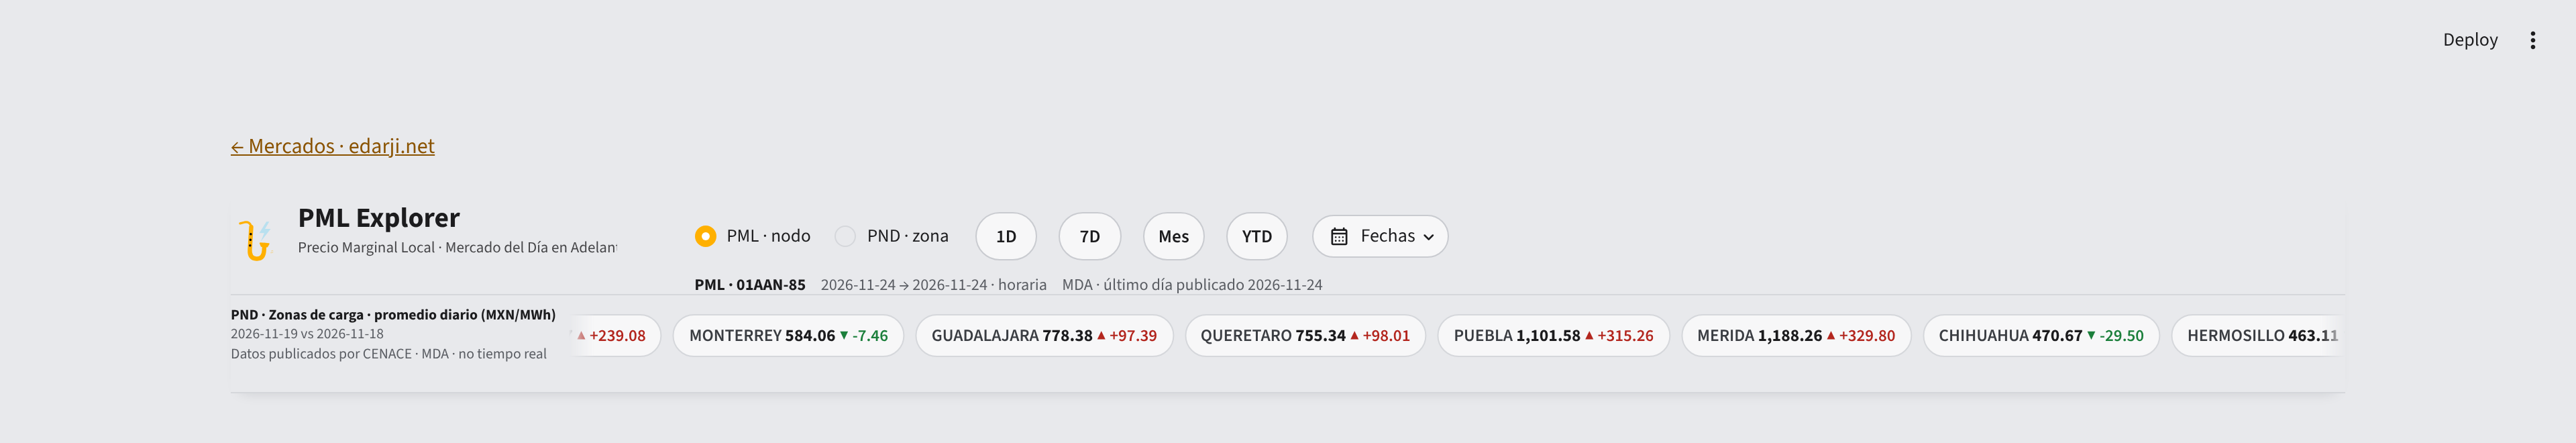 Deploy
← Mercados · edarji.net
PML Explorer
Precio Marginal Local · Mercado del Día en Adelan
PML · nodo
PND · zona
1D
7D
Mes
YTD
Fechas
PML · 01AAN-85 2026-11-24 → 2026-11-24 · horaria MDA · último día publicado 2026-11-24
PND · Zonas de carga · promedio diario (MXN/MWh)
2026-11-19 vs 2026-11-18
Datos publicados por CENACE · MDA · no tiempo real
▲ +239.08
MONTERREY 584.06 ▼ -7.46
GUADALAJARA 778.38 ▲ +97.39
QUERETARO 755.34 ▲ +98.01
PUEBLA 1,101.58 ▲ +315.26
MERIDA 1,188.26 ▲ +329.80
CHIHUAHUA 470.67 ▼ -29.50
HERMOSILLO 463.11